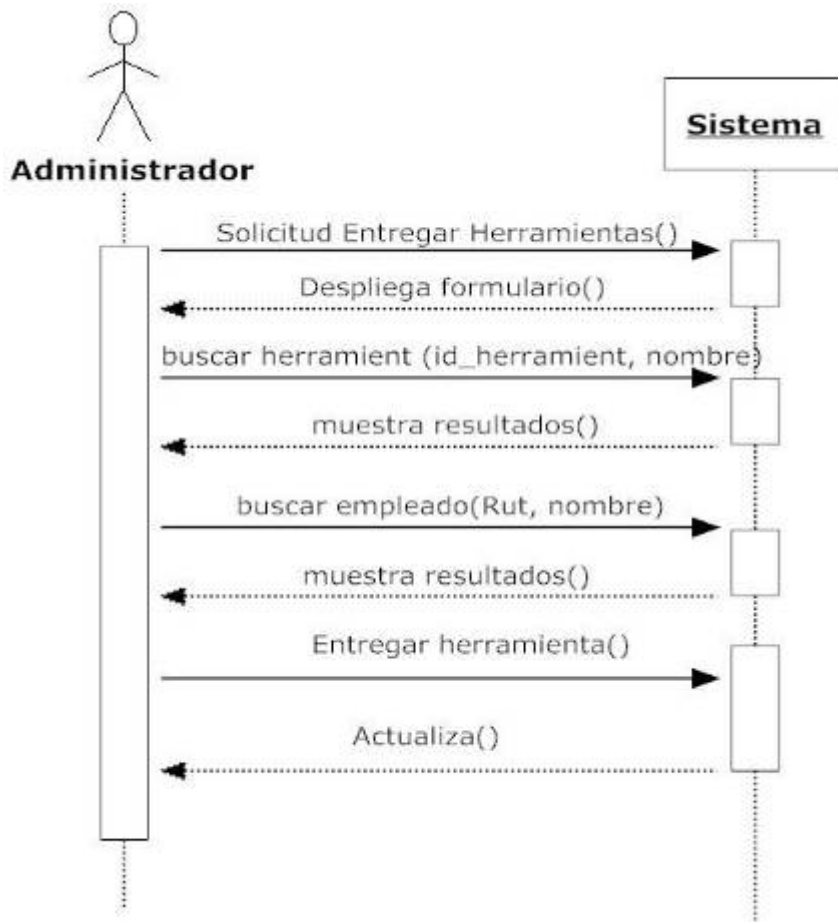 Sistema
Administrador
Solicitud Entregar Herramientas()
Despliega formulario()
buscar herramient (id_herramient, nombre)
muestra resultados()
buscar empleado(Rut, nombre)
muestra resultados()
Entregar herramienta()
Actualiza()